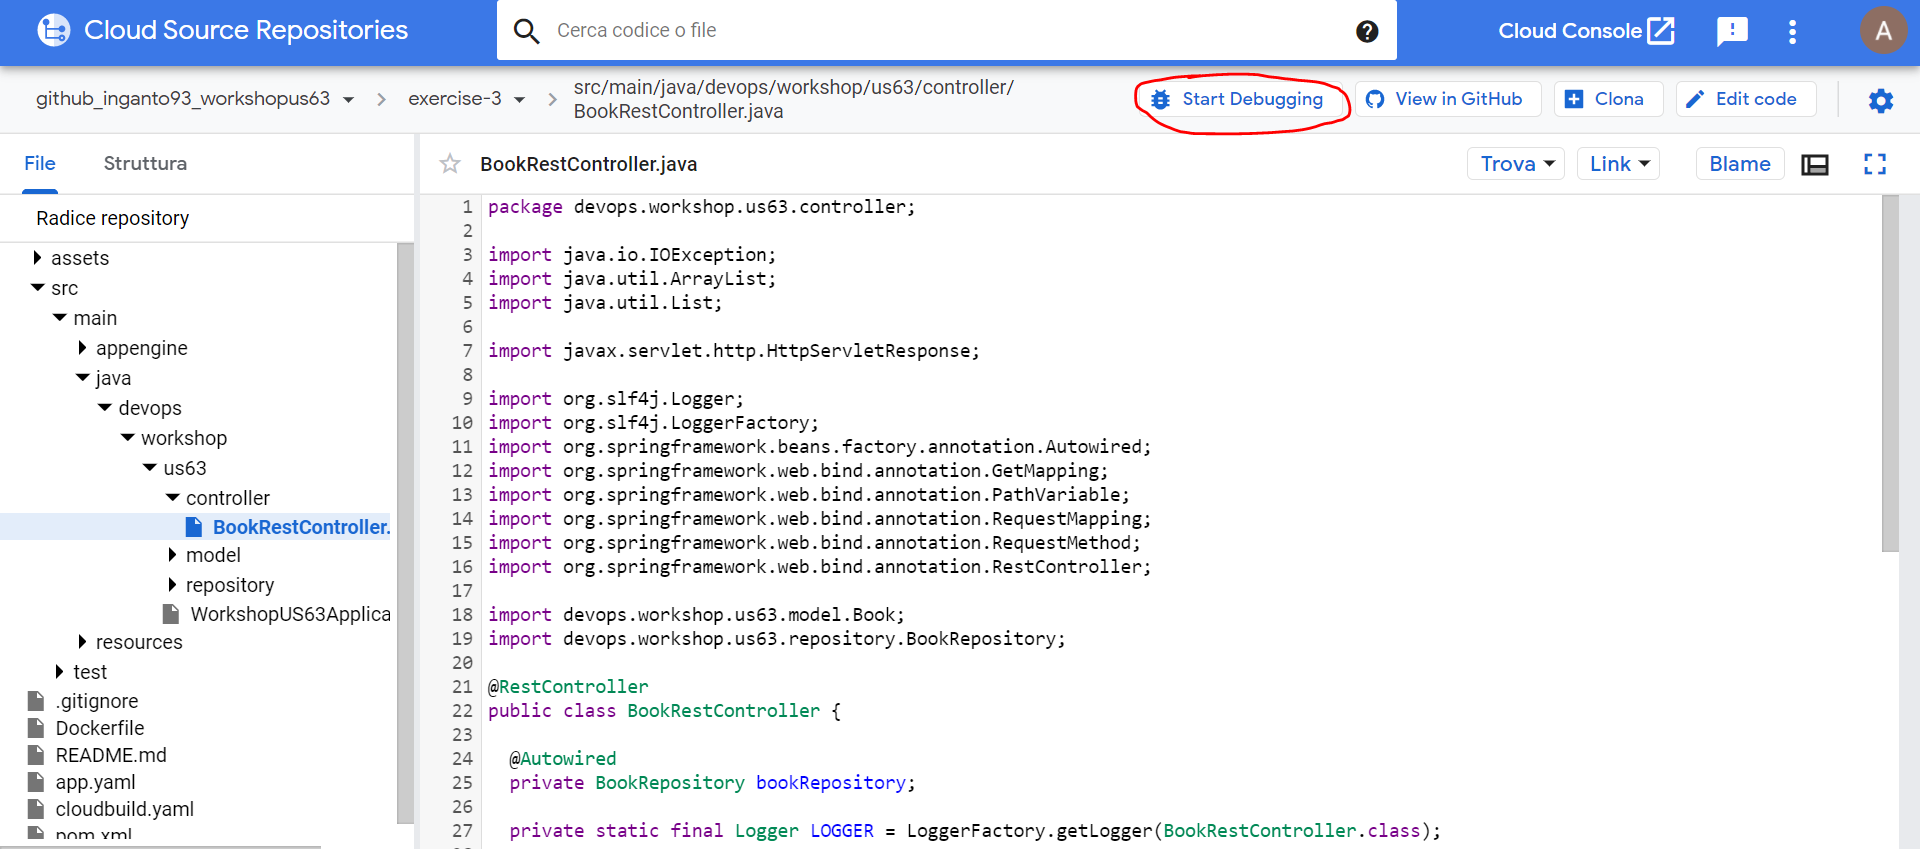 Cloud Source Repositories
Cerca codice o file
Cloud Console
A
github_inganto93_workshopus63
exercise-3
src/main/java/devops/workshop/us63/controller/
BookRestController.java
Start Debugging
View in GitHub
Clona
Edit code
File
Struttura
BookRestController.java
Trova
Link
Blame
Radice repository
assets
src
main
appengine
java
devops
workshop
us63
controller
BookRestController.
model
repository
WorkshopUS63Applica
resources
test
.gitignore
Dockerfile
README.md
app.yaml
cloudbuild.yaml
pom.xml
1 package devops.workshop.us63.controller;
2
3 import java.io.IOException;
4 import java.util.ArrayList;
5 import java.util.List;
6
7 import javax.servlet.http.HttpServletResponse;
8
9 import org.slf4j.Logger;
10 import org.slf4j.LoggerFactory;
11 import org.springframework.beans.factory.annotation.Autowired;
12 import org.springframework.web.bind.annotation.GetMapping;
13 import org.springframework.web.bind.annotation.PathVariable;
14 import org.springframework.web.bind.annotation.RequestMapping;
15 import org.springframework.web.bind.annotation.RequestMethod;
16 import org.springframework.web.bind.annotation.RestController;
17
18 import devops.workshop.us63.model.Book;
19 import devops.workshop.us63.repository.BookRepository;
20
21 @RestController
22 public class BookRestController {
23
24 @Autowired
25 private BookRepository bookRepository;
26
27 private static final Logger LOGGER = LoggerFactory.getLogger(BookRestController.class);